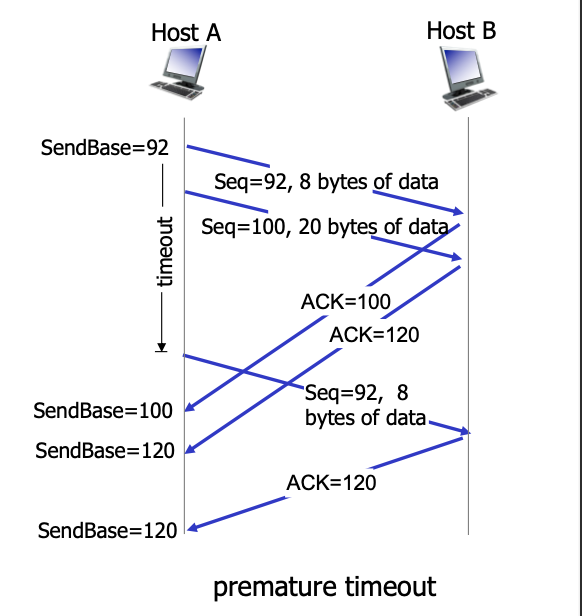 Host A
Host B
SendBase=92
Seq=92, 8 bytes of data
Seq=100, 20 bytes of data
timeout
ACK=100
ACK=120
Seq=92, 8
bytes of data
SendBase=100
SendBase=120
ACK=120
SendBase=120
premature timeout